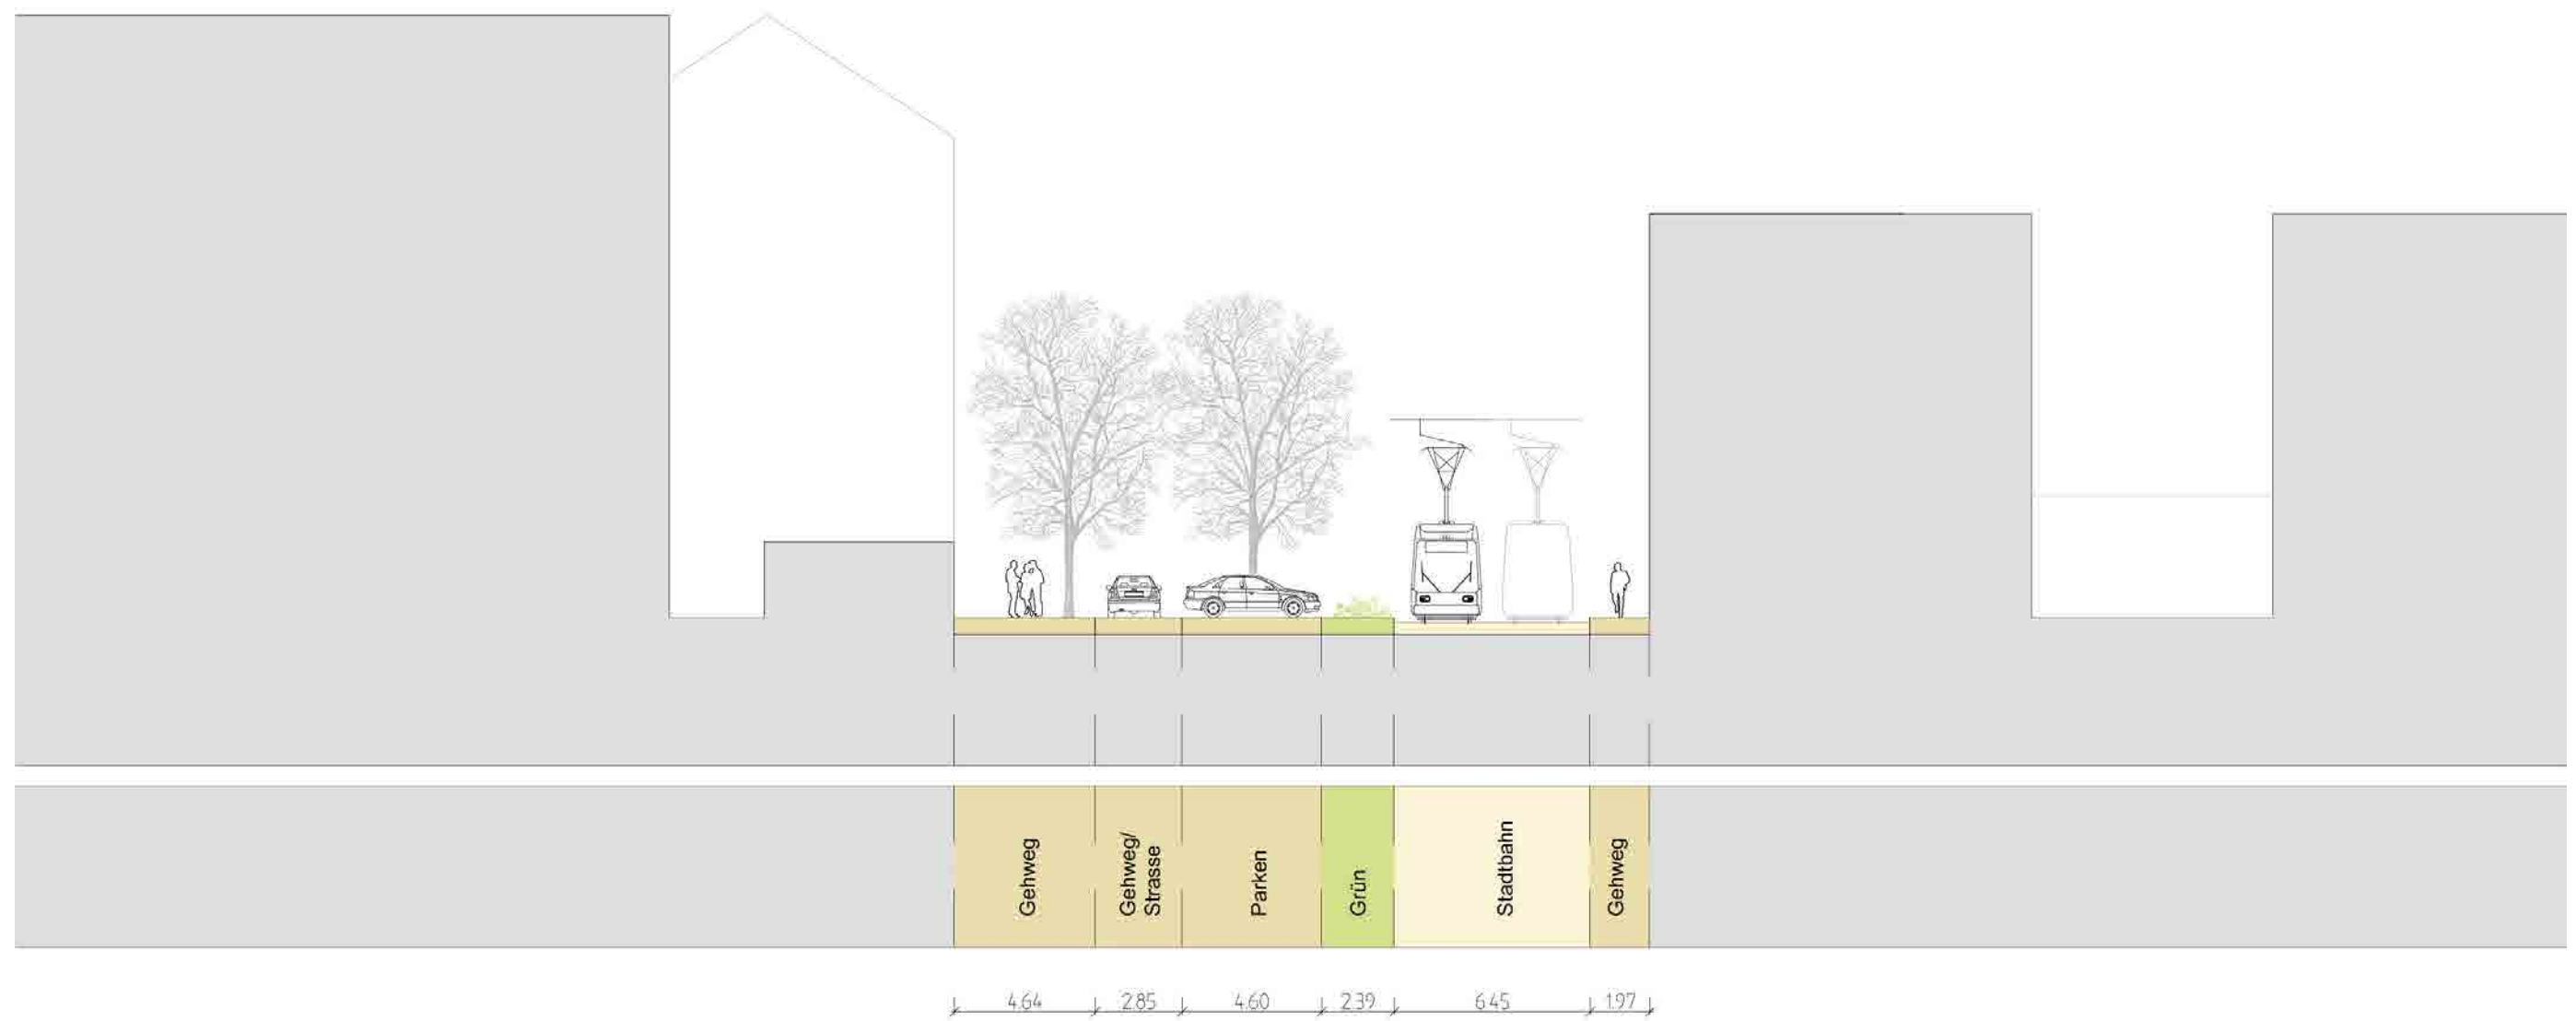 Gehweg
Gehweg/
Strasse
Parken
Grün
Stadtbahn
Gehweg
4.64
2.85
4.60
2.39
6.45
1.97